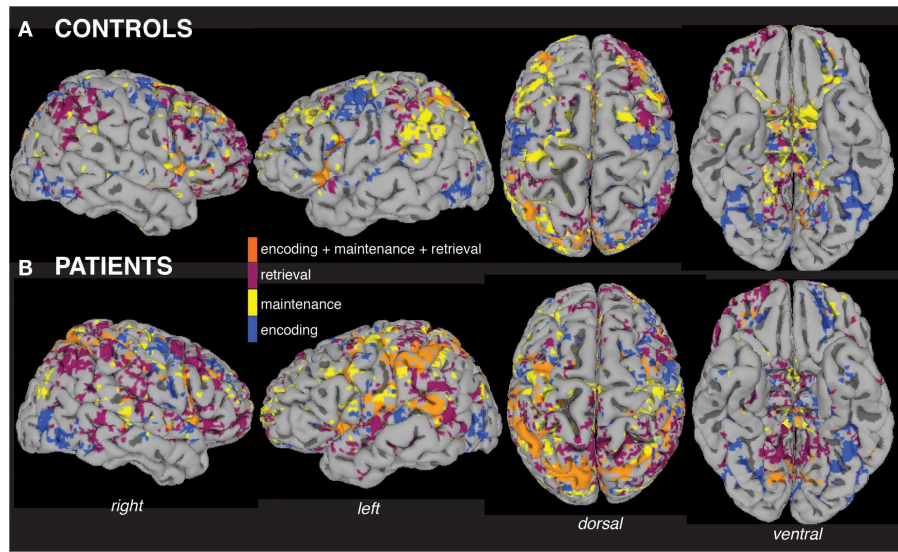 A CONTROLS
encoding + maintenance + retrieval
retrieval
maintenance
encoding
B PATIENTS
right
left
dorsal
ventral